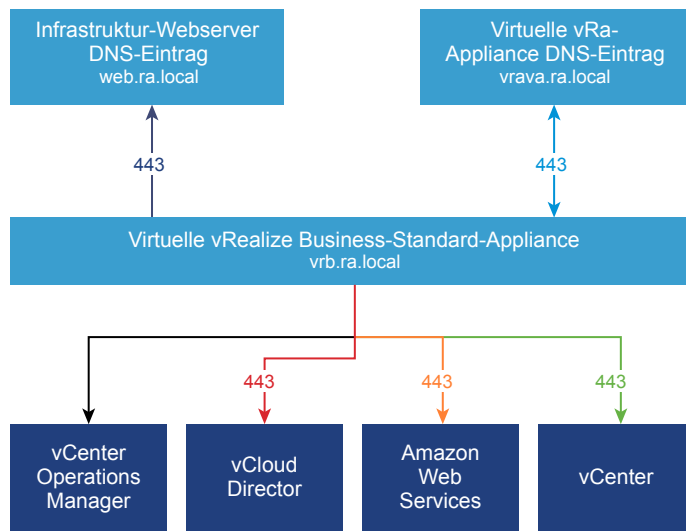 Infrastruktur-Webserver
DNS-Eintrag
web.ra.local
Virtuelle vRa-
Appliance DNS-Eintrag
vrava.ra.local
443
443
Virtuelle vRealize Business-Standard-Appliance
vrb.ra.local
443
443
443
vCenter
Operations
Manager
vCloud
Director
Amazon
Web
Services
vCenter